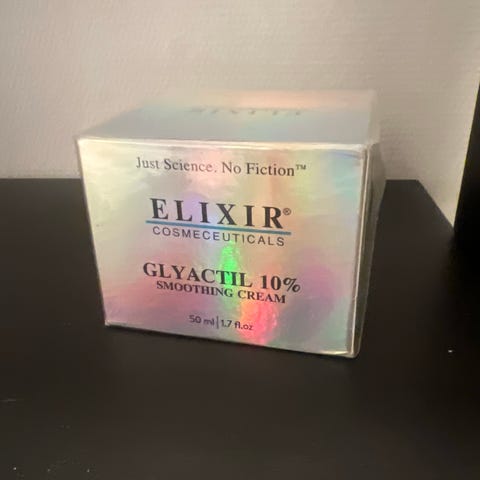 Just Science. No Fiction™
ELIXIR®
COSMECEUTICALS
GLYACTIL 10%
SMOOTHING CREAM
50 ml | 1.7 fl.oz